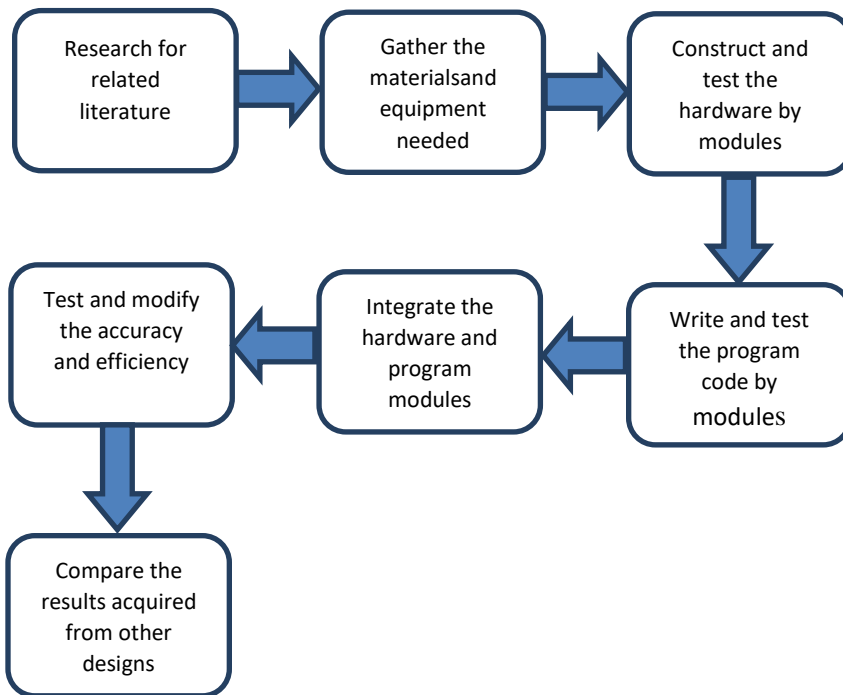 Research for
related
literature
Gather the
materialsand
equipment
needed
Construct and
test the
hardware by
modules
Write and test
the program
code by
modules
Integrate the
hardware and
program
modules
Test and modify
the accuracy
and efficiency
Compare the
results acquired
from other
designs